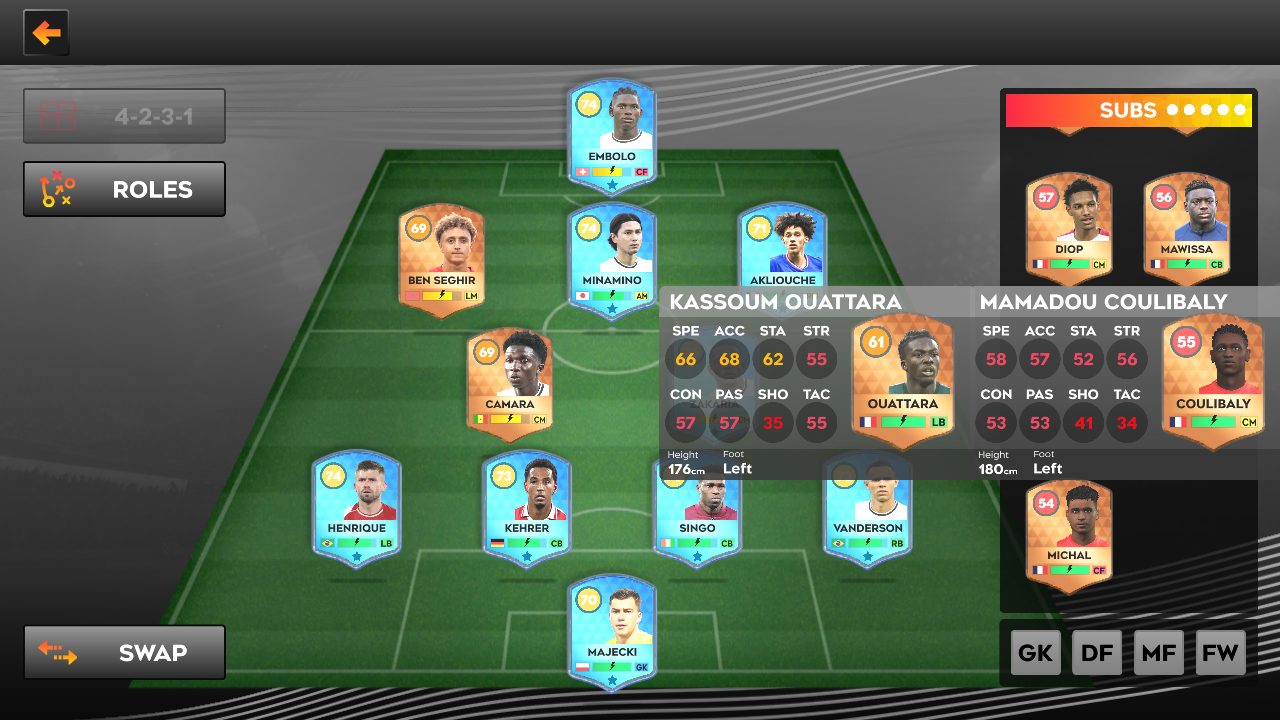 4-2-3-1
ROLES
SUBS
74
EMBOLO
CF
69
BEN SEGHIR
LM
74
MINAMINO
AM
71
AKLIOUCHE
57
DIOP
CM
56
MAWISSA
CB
KASSOUM OUATTARA
SPE ACC STA STR
66 68 62 55
CON PAS SHO TAC
57 57 35 55
Height Foot
176cm Left
61
OUATTARA
LB
MAMADOU COULIBALY
SPE ACC STA STR
58 57 52 56
CON PAS SHO TAC
53 53 41 34
Height Foot
180cm Left
55
COULIBALY
CM
69
CAMARA
CM
ZAKARIA
74
HENRIQUE
LB
73
KEHRER
CB
SINGO
CB
VANDERSON
RB
54
MICHAL
CF
70
MAJECKI
GK
SWAP
GK DF MF FW